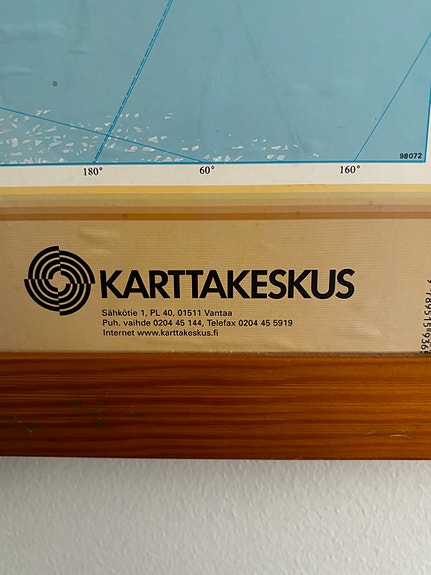 98072
180° 60° 160°
KARTTAKESKUS
Sähkötie 1, PL 40, 01511 Vantaa
Puh. vaihde 0204 45 144, Telefax 0204 45 5919
Internet www.karttakeskus.fi